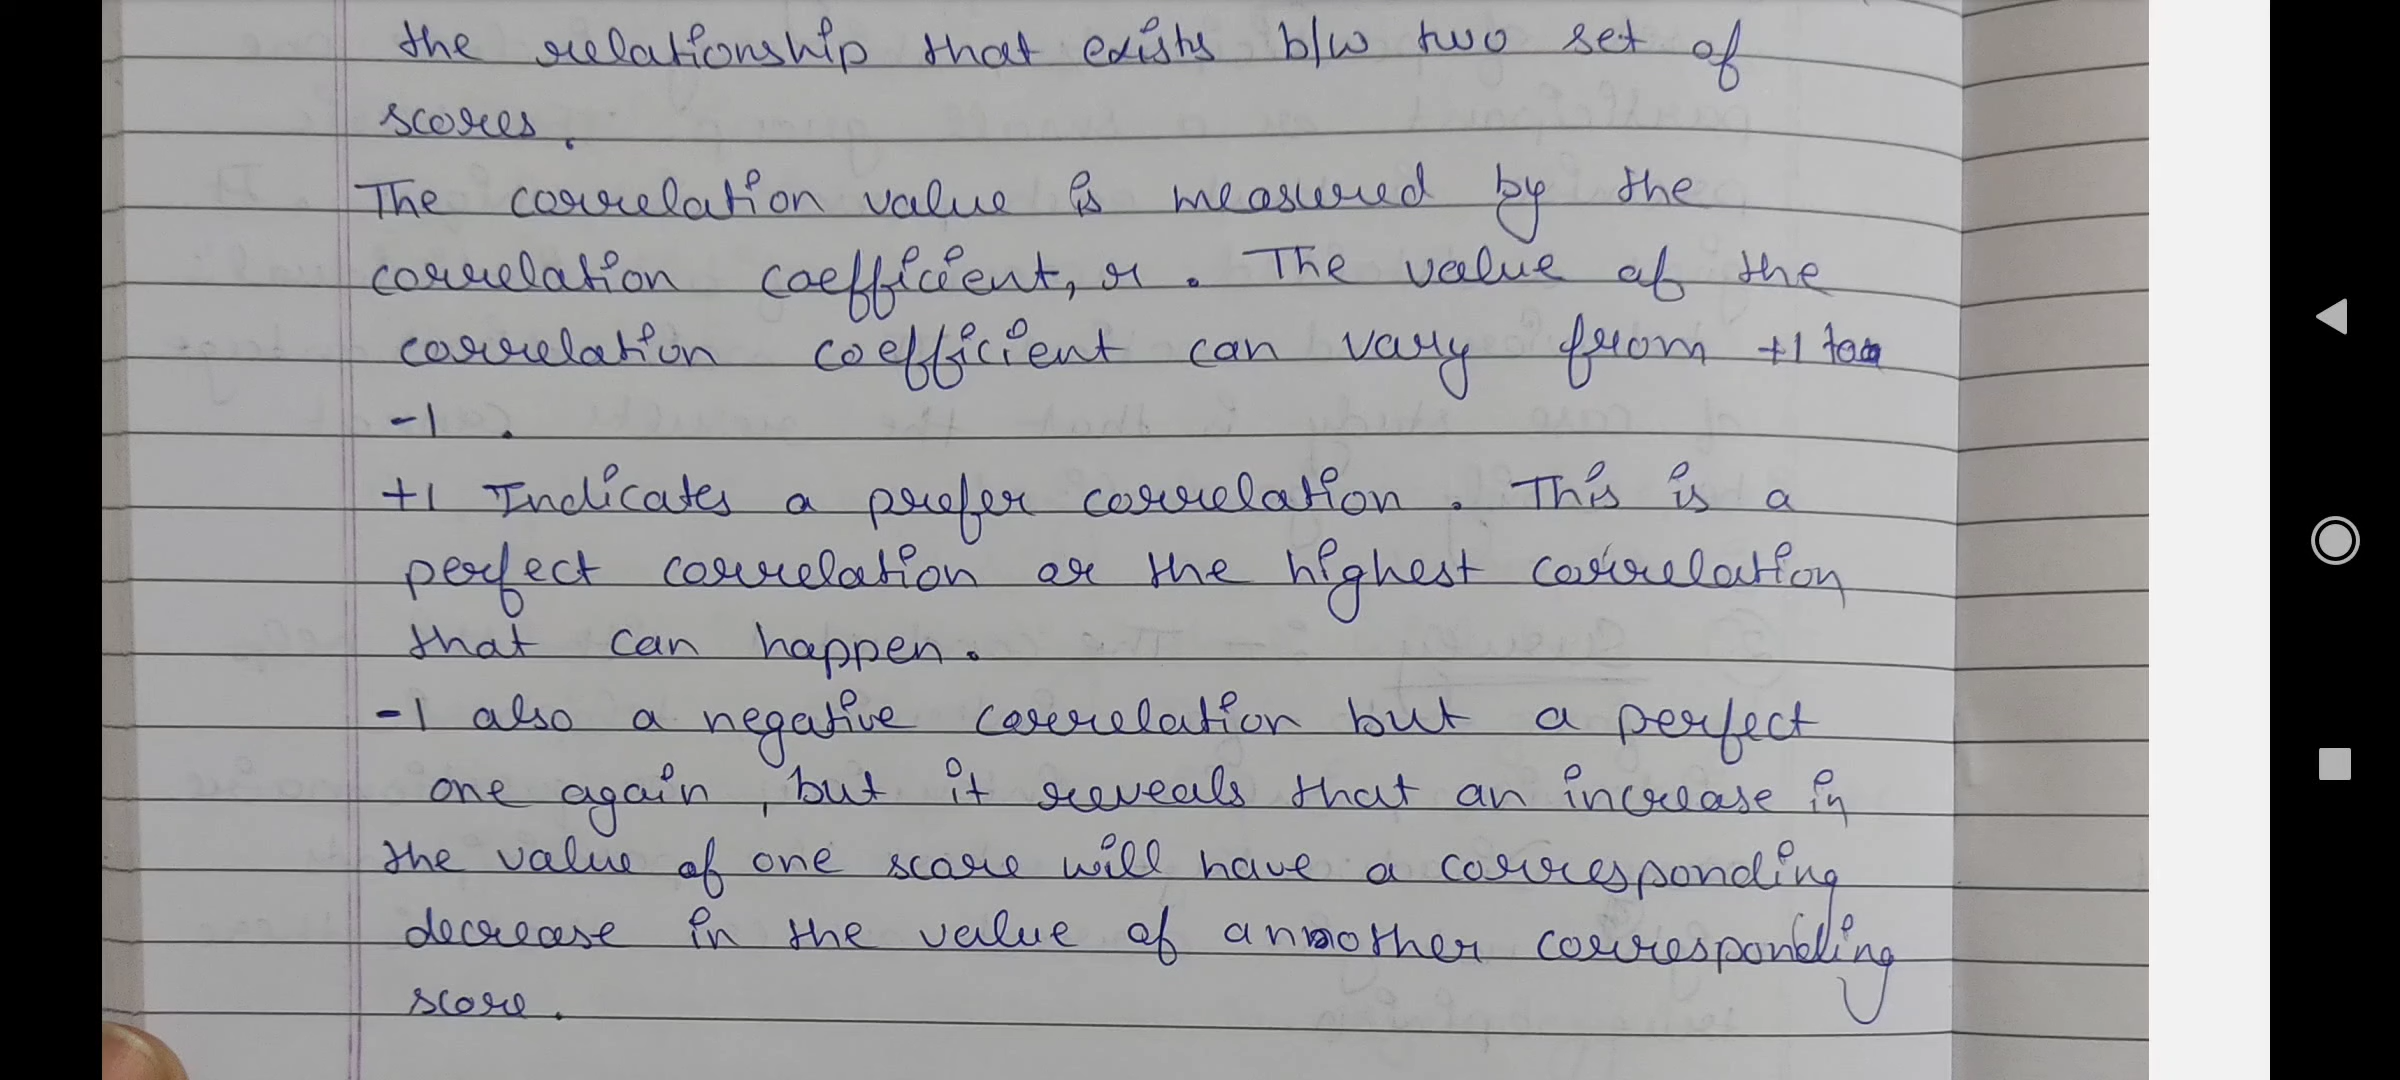 the relationship that exists b/w two set of
scores.
The correlation value is measured by the
correlation coefficient, r. The value of the
correlation coefficient can vary from +1 to
-1.
+1 Indicates a prefer correlation. This is a
perfect correlation or the highest correlation
that can happen.
-1 also a negative correlation but a perfect
one again, but it reveals that an increase in
the value of one score will have a corresponding
decrease in the value of another corresponding
score.